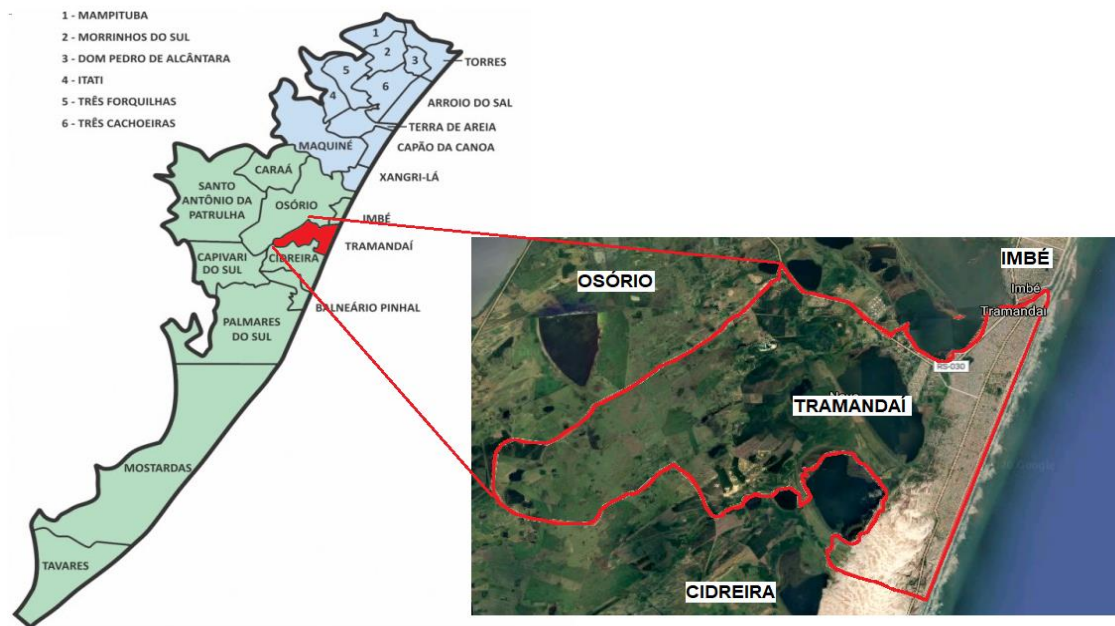 1 - MAMPITUBA
2 - MORRINHOS DO SUL
3 - DOM PEDRO DE ALCÂNTARA
4 - ITATI
5 - TRÊS FORQUILHAS
6 - TRÊS CACHOEIRAS
1
2
3
5
4
6
TORRES
ARROIO DO SAL
TERRA DE AREIA
MAQUINÉ
CAPÃO DA CANOA
XANGRI-LÁ
CARAÁ
SANTO
ANTÔNIO DA
PATRULHA
OSÓRIO
IMBÉ
TRAMANDAÍ
CAPIVARI
DO SUL
CIDREIRA
BALNEÁRIO PINHAL
PALMARES
DO SUL
MOSTARDAS
TAVARES
OSÓRIO
IMBÉ
Imbé
Tramandaí
RS-030
TRAMANDAÍ
CIDREIRA